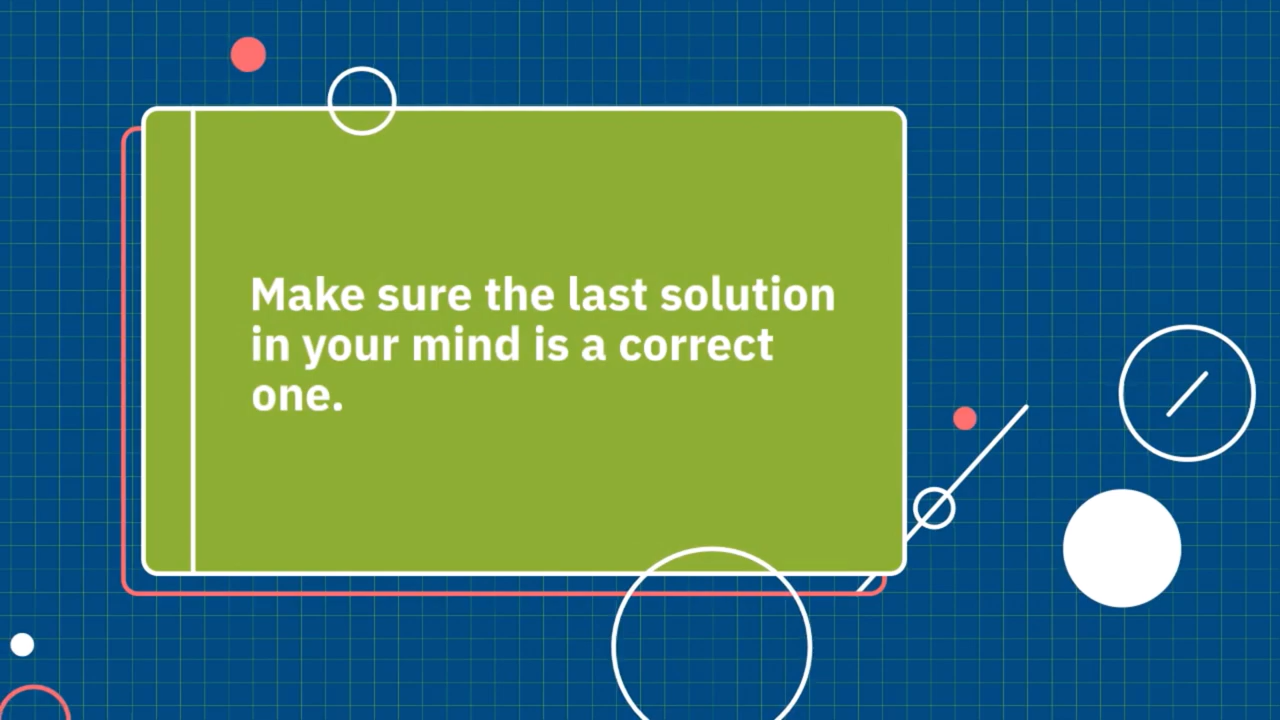 Make sure the last solution
in your mind is a correct
one.